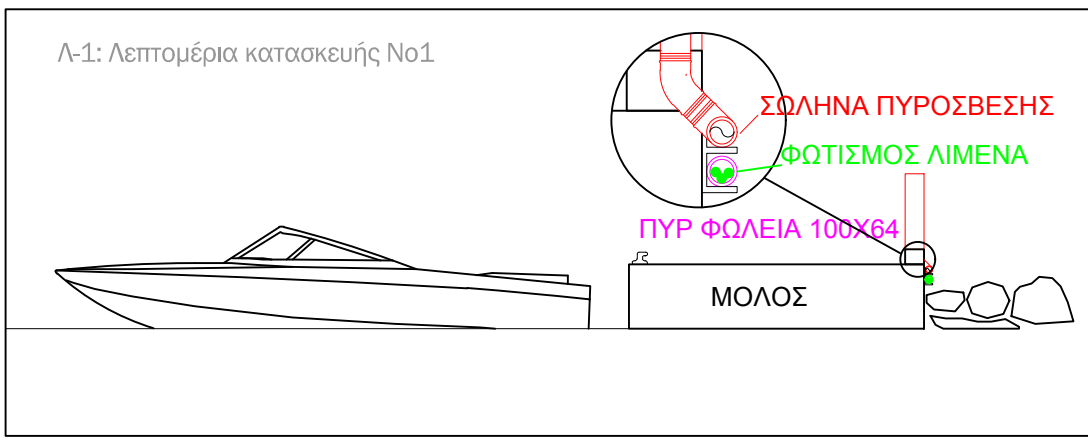 Λ-1: Λεπτομέρια κατασκευής Νο1
ΣΩΛΗΝΑ ΠΥΡΟΣΒΕΣΗΣ
ΦΩΤΙΣΜΟΣ ΛΙΜΕΝΑ
ΠΥΡ ΦΩΛΕΙΑ 100Χ64
ΜΟΛΟΣ